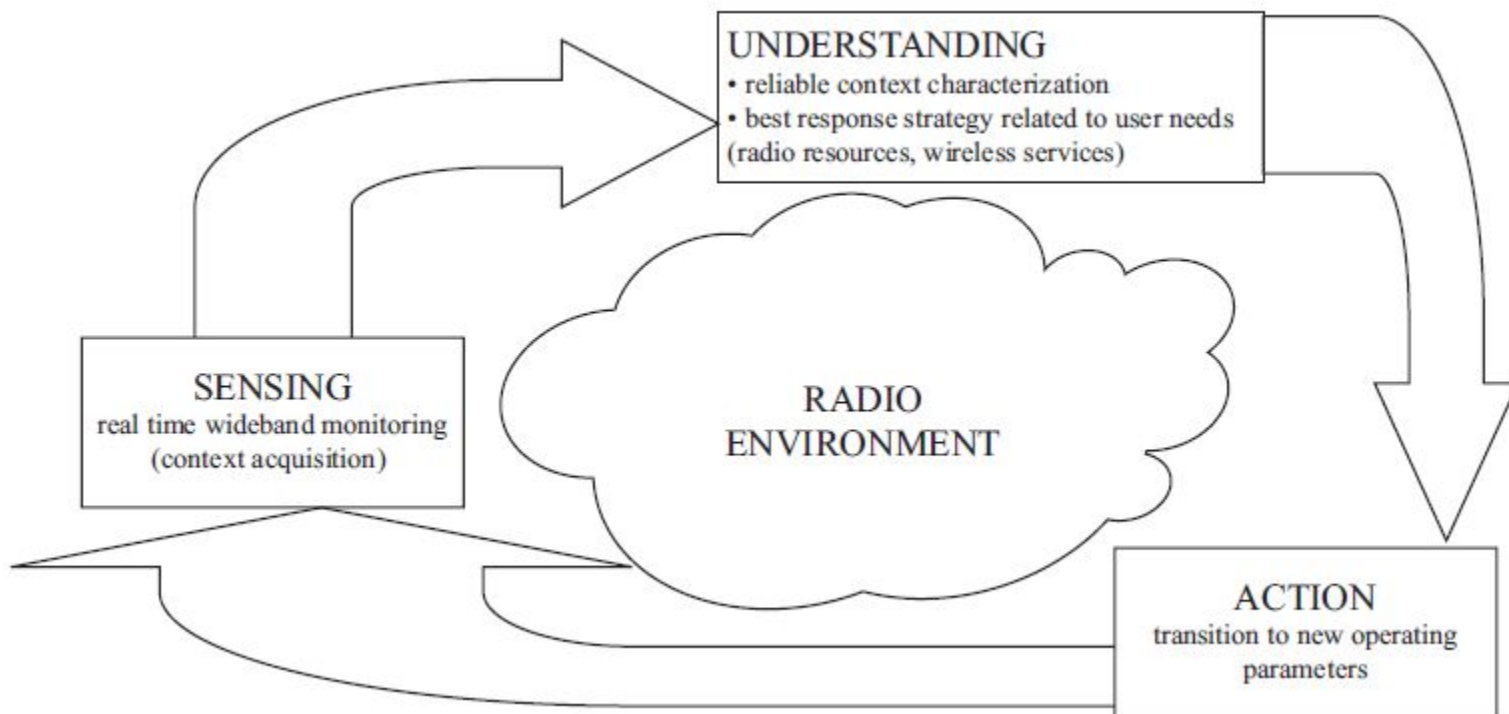 UNDERSTANDING
• reliable context characterization
• best response strategy related to user needs
(radio resources, wireless services)
SENSING
real time wideband monitoring
(context acquisition)
RADIO
ENVIRONMENT
ACTION
transition to new operating
parameters